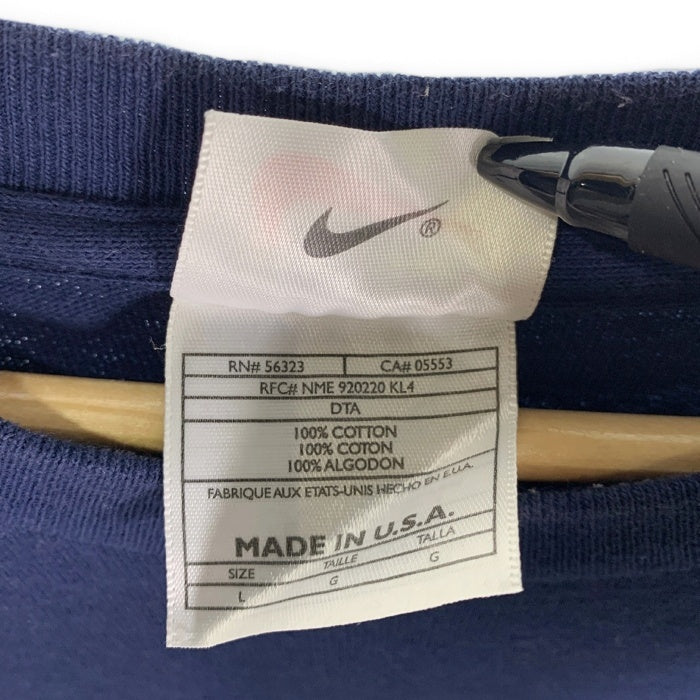 ®
RN# 56323 CA# 05553
RFC# NME 920220 KL4
DTA
100% COTTON
100% COTON
100% ALGODON
FABRIQUE AUX ETATS-UNIS HECHO EN E.U.A.
MADE IN U.S.A.
SIZE TAILLE TALLA
L G G